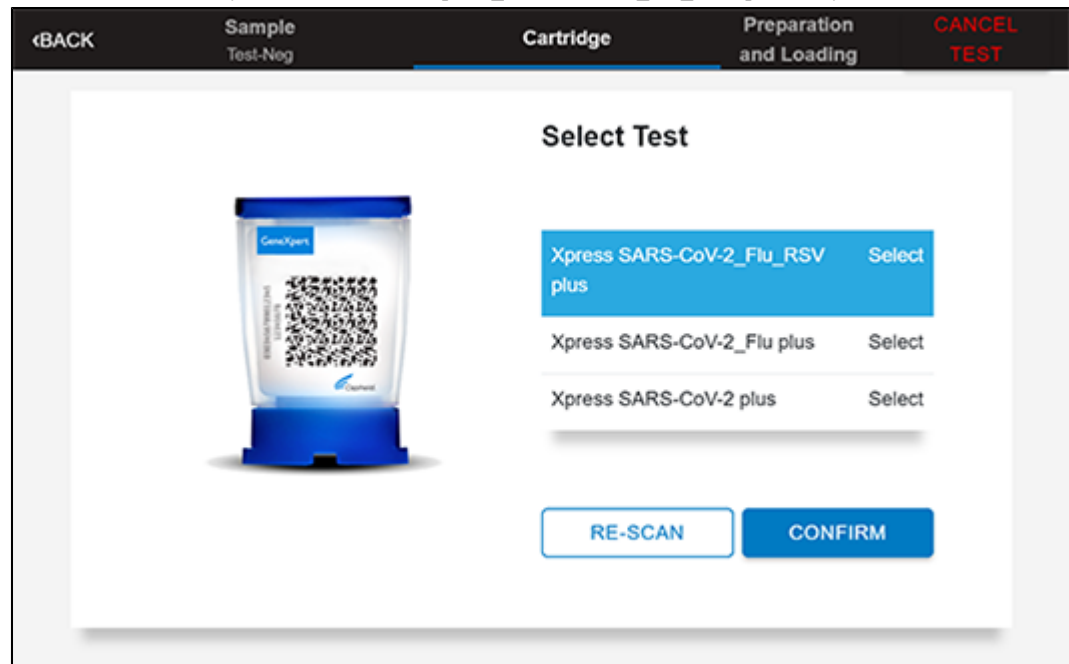 ‹BACK
Sample
Test-Neg
Cartridge
Preparation
and Loading
CANCEL
TEST
Select Test
GeneXpert
Cepheid
Xpress SARS-CoV-2_Flu_RSV Select
plus
Xpress SARS-CoV-2_Flu plus Select
Xpress SARS-CoV-2 plus Select
RE-SCAN
CONFIRM